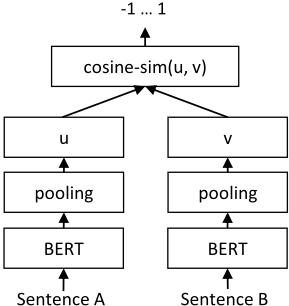 -1 … 1
cosine-sim(u, v)
u
v
pooling
pooling
BERT
BERT
Sentence A
Sentence B